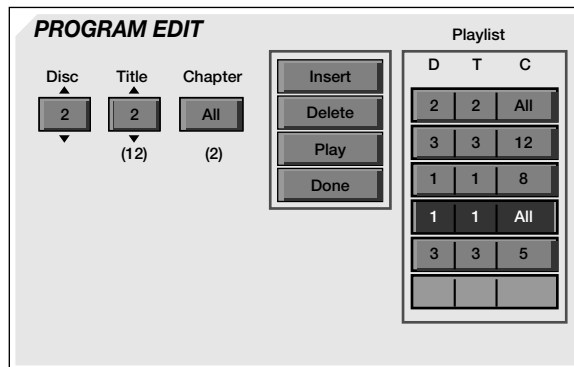 PROGRAM EDIT
Disc Title Chapter
2 2 All
(12) (2)
Insert
Delete
Play
Done
Playlist
D T C
2 2 All
3 3 12
1 1 8
1 1 All
3 3 5